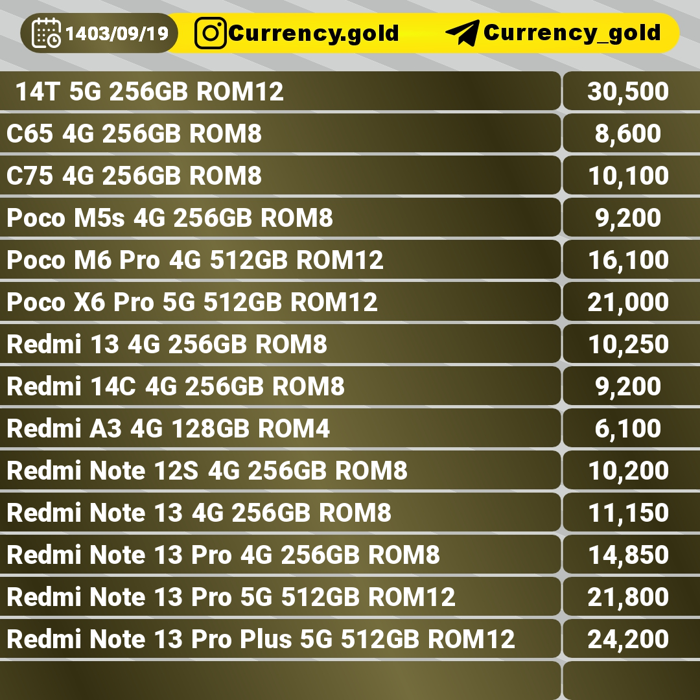 1403/09/19 Currency.gold Currency_gold
14T 5G 256GB ROM12 30,500
C65 4G 256GB ROM8 8,600
C75 4G 256GB ROM8 10,100
Poco M5s 4G 256GB ROM8 9,200
Poco M6 Pro 4G 512GB ROM12 16,100
Poco X6 Pro 5G 512GB ROM12 21,000
Redmi 13 4G 256GB ROM8 10,250
Redmi 14C 4G 256GB ROM8 9,200
Redmi A3 4G 128GB ROM4 6,100
Redmi Note 12S 4G 256GB ROM8 10,200
Redmi Note 13 4G 256GB ROM8 11,150
Redmi Note 13 Pro 4G 256GB ROM8 14,850
Redmi Note 13 Pro 5G 512GB ROM12 21,800
Redmi Note 13 Pro Plus 5G 512GB ROM12 24,200